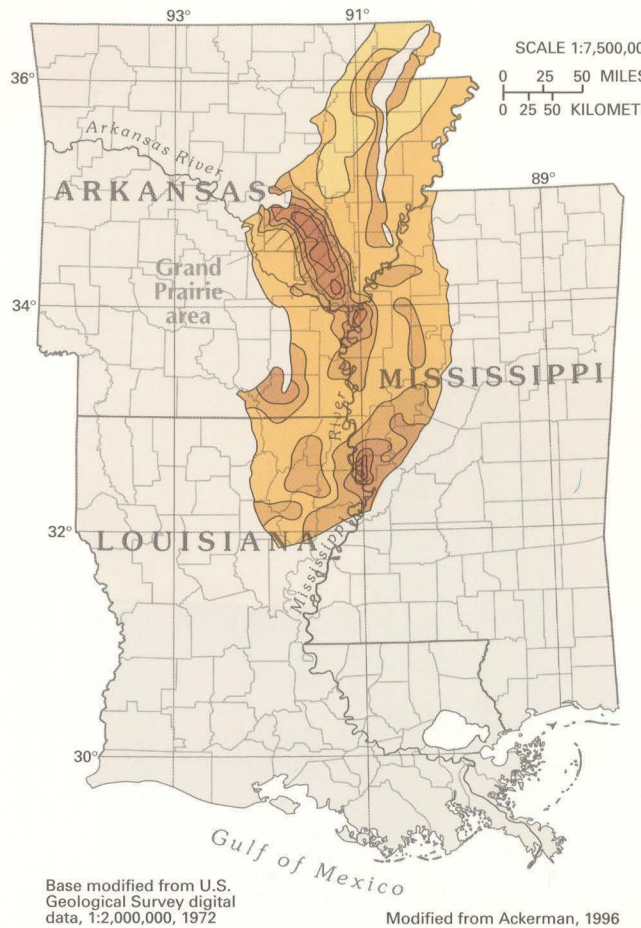 93° 91°
SCALE 1:7,500,00
36°
0 25 50 MILES
0 25 50 KILOMET
Arkansas River
ARKANSAS
89°
Grand
Prairie
area
34°
MISSISSIPPI
River
32°
LOUISIANA
Mississippi
30°
Gulf of Mexico
Base modified from U.S.
Geological Survey digital
data, 1:2,000,000, 1972
Modified from Ackerman, 1996